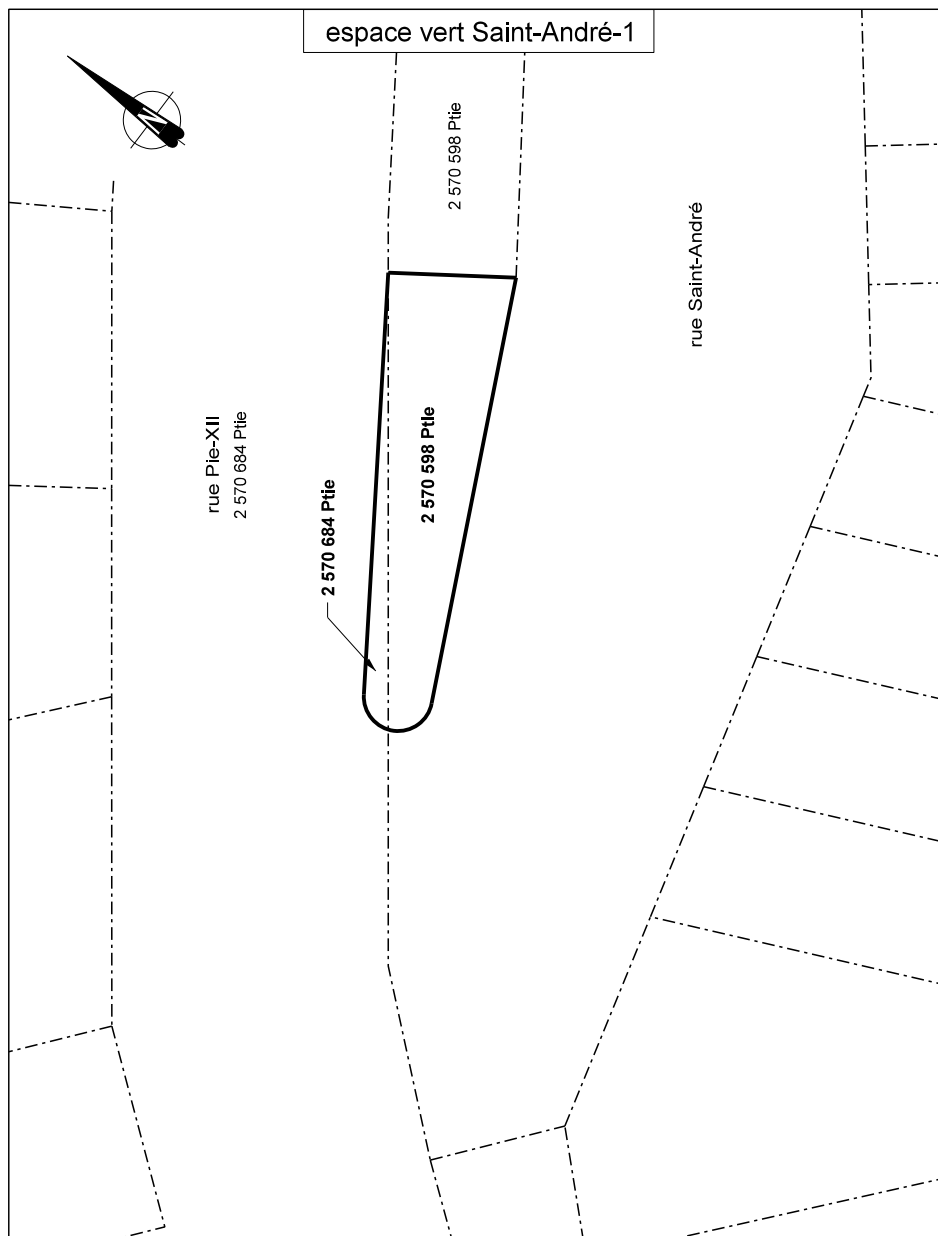 espace vert Saint-André-1
N
2 570 598 Ptie
rue Saint-André
rue Pie-XII
2 570 684 Ptie
2 570 598 Ptie
2 570 684 Ptie